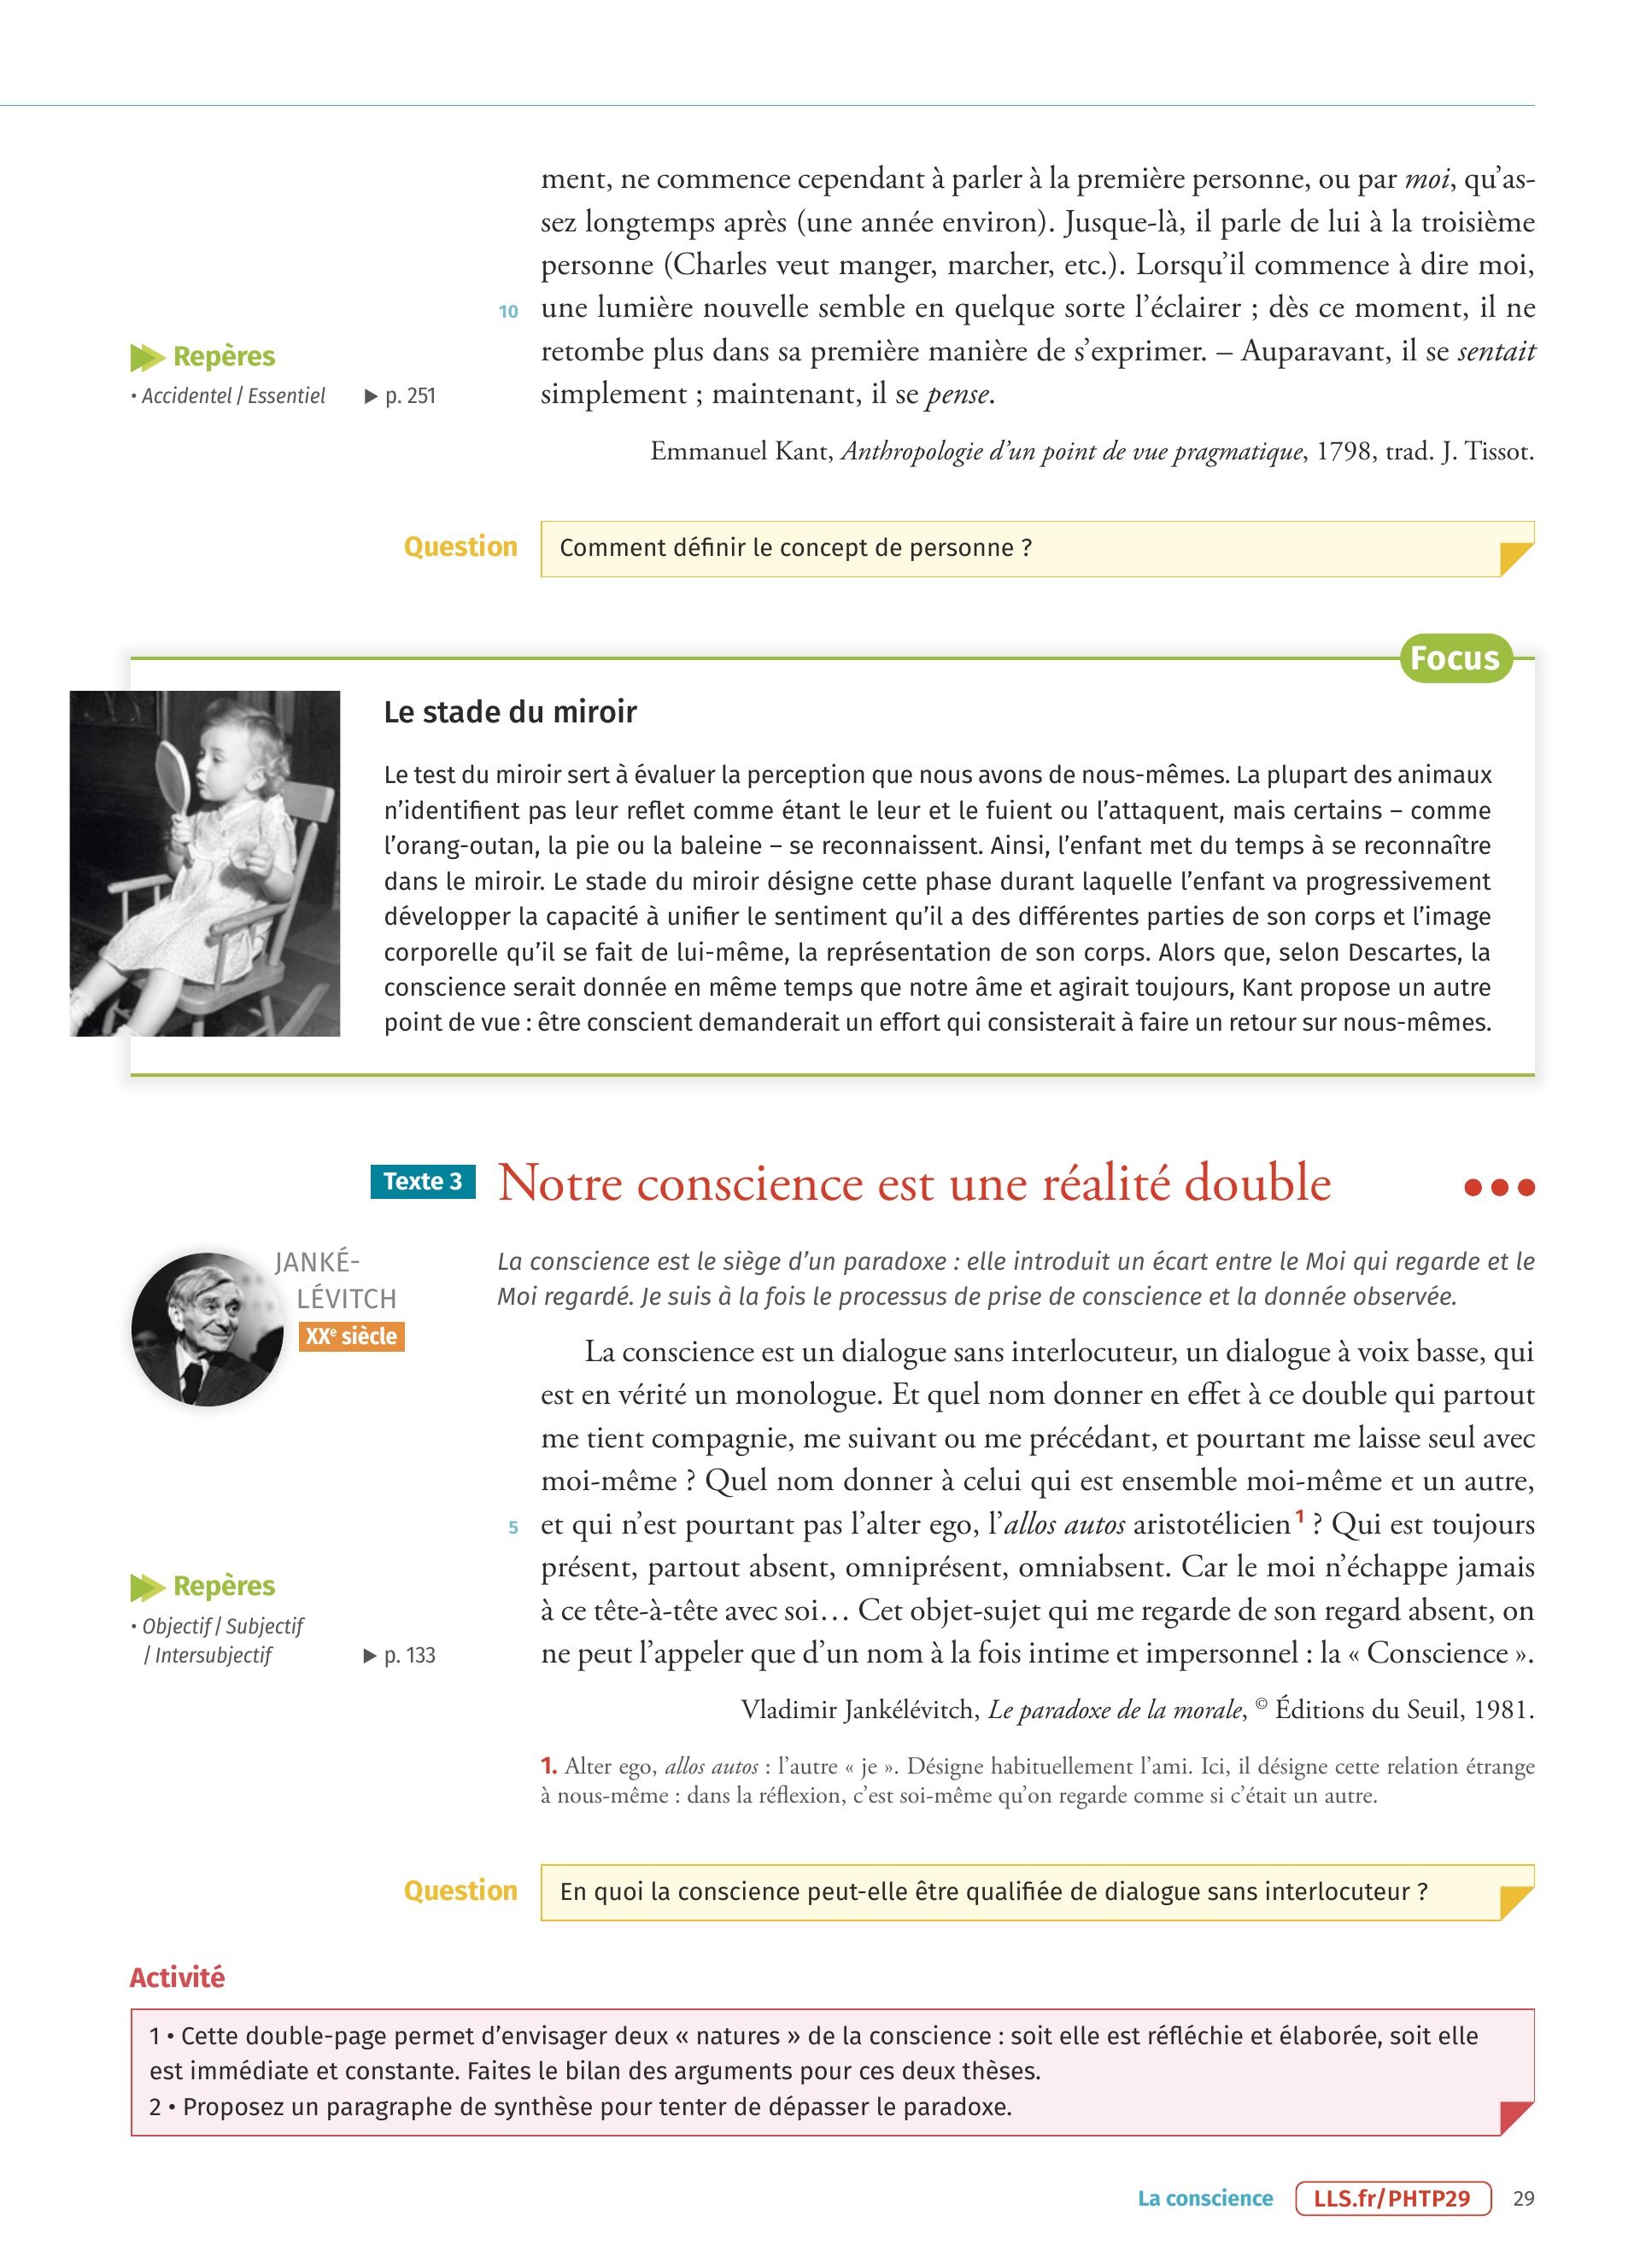 ment, ne commence cependant à parler à la première personne, ou par moi, qu'as-
sez longtemps après (une année environ). Jusque-là, il parle de lui à la troisième
personne (Charles veut manger, marcher, etc.). Lorsqu'il commence à dire moi,
10 une lumière nouvelle semble en quelque sorte l'éclairer ; dès ce moment, il ne
retombe plus dans sa première manière de s'exprimer. – Auparavant, il se sentait
simplement ; maintenant, il se pense.
Repères
• Accidentel / Essentiel ▶ p. 251
Emmanuel Kant, Anthropologie d'un point de vue pragmatique, 1798, trad. J. Tissot.
Question Comment définir le concept de personne ?
Focus
Le stade du miroir
Le test du miroir sert à évaluer la perception que nous avons de nous-mêmes. La plupart des animaux
n'identifient pas leur reflet comme étant le leur et le fuient ou l'attaquent, mais certains – comme
l'orang-outan, la pie ou la baleine – se reconnaissent. Ainsi, l'enfant met du temps à se reconnaître
dans le miroir. Le stade du miroir désigne cette phase durant laquelle l'enfant va progressivement
développer la capacité à unifier le sentiment qu'il a des différentes parties de son corps et l'image
corporelle qu'il se fait de lui-même, la représentation de son corps. Alors que, selon Descartes, la
conscience serait donnée en même temps que notre âme et agirait toujours, Kant propose un autre
point de vue : être conscient demanderait un effort qui consisterait à faire un retour sur nous-mêmes.
Texte 3 Notre conscience est une réalité double
JANKÉ-
LÉVITCH
XXe siècle
La conscience est le siège d'un paradoxe : elle introduit un écart entre le Moi qui regarde et le
Moi regardé. Je suis à la fois le processus de prise de conscience et la donnée observée.
La conscience est un dialogue sans interlocuteur, un dialogue à voix basse, qui
est en vérité un monologue. Et quel nom donner en effet à ce double qui partout
me tient compagnie, me suivant ou me précédant, et pourtant me laisse seul avec
moi-même ? Quel nom donner à celui qui est ensemble moi-même et un autre,
5 et qui n'est pourtant pas l'alter ego, l'allos autos aristotélicien1 ? Qui est toujours
présent, partout absent, omniprésent, omniabsent. Car le moi n'échappe jamais
à ce tête-à-tête avec soi… Cet objet-sujet qui me regarde de son regard absent, on
ne peut l'appeler que d'un nom à la fois intime et impersonnel : la « Conscience ».
Repères
• Objectif / Subjectif
/ Intersubjectif ▶ p. 133
Vladimir Jankélévitch, Le paradoxe de la morale, © Éditions du Seuil, 1981.
1. Alter ego, allos autos : l'autre « je ». Désigne habituellement l'ami. Ici, il désigne cette relation étrange
à nous-même : dans la réflexion, c'est soi-même qu'on regarde comme si c'était un autre.
Question En quoi la conscience peut-elle être qualifiée de dialogue sans interlocuteur ?
Activité
1 • Cette double-page permet d'envisager deux « natures » de la conscience : soit elle est réfléchie et élaborée, soit elle
est immédiate et constante. Faites le bilan des arguments pour ces deux thèses.
2 • Proposez un paragraphe de synthèse pour tenter de dépasser le paradoxe.
La conscience LLS.fr/PHTP29 29